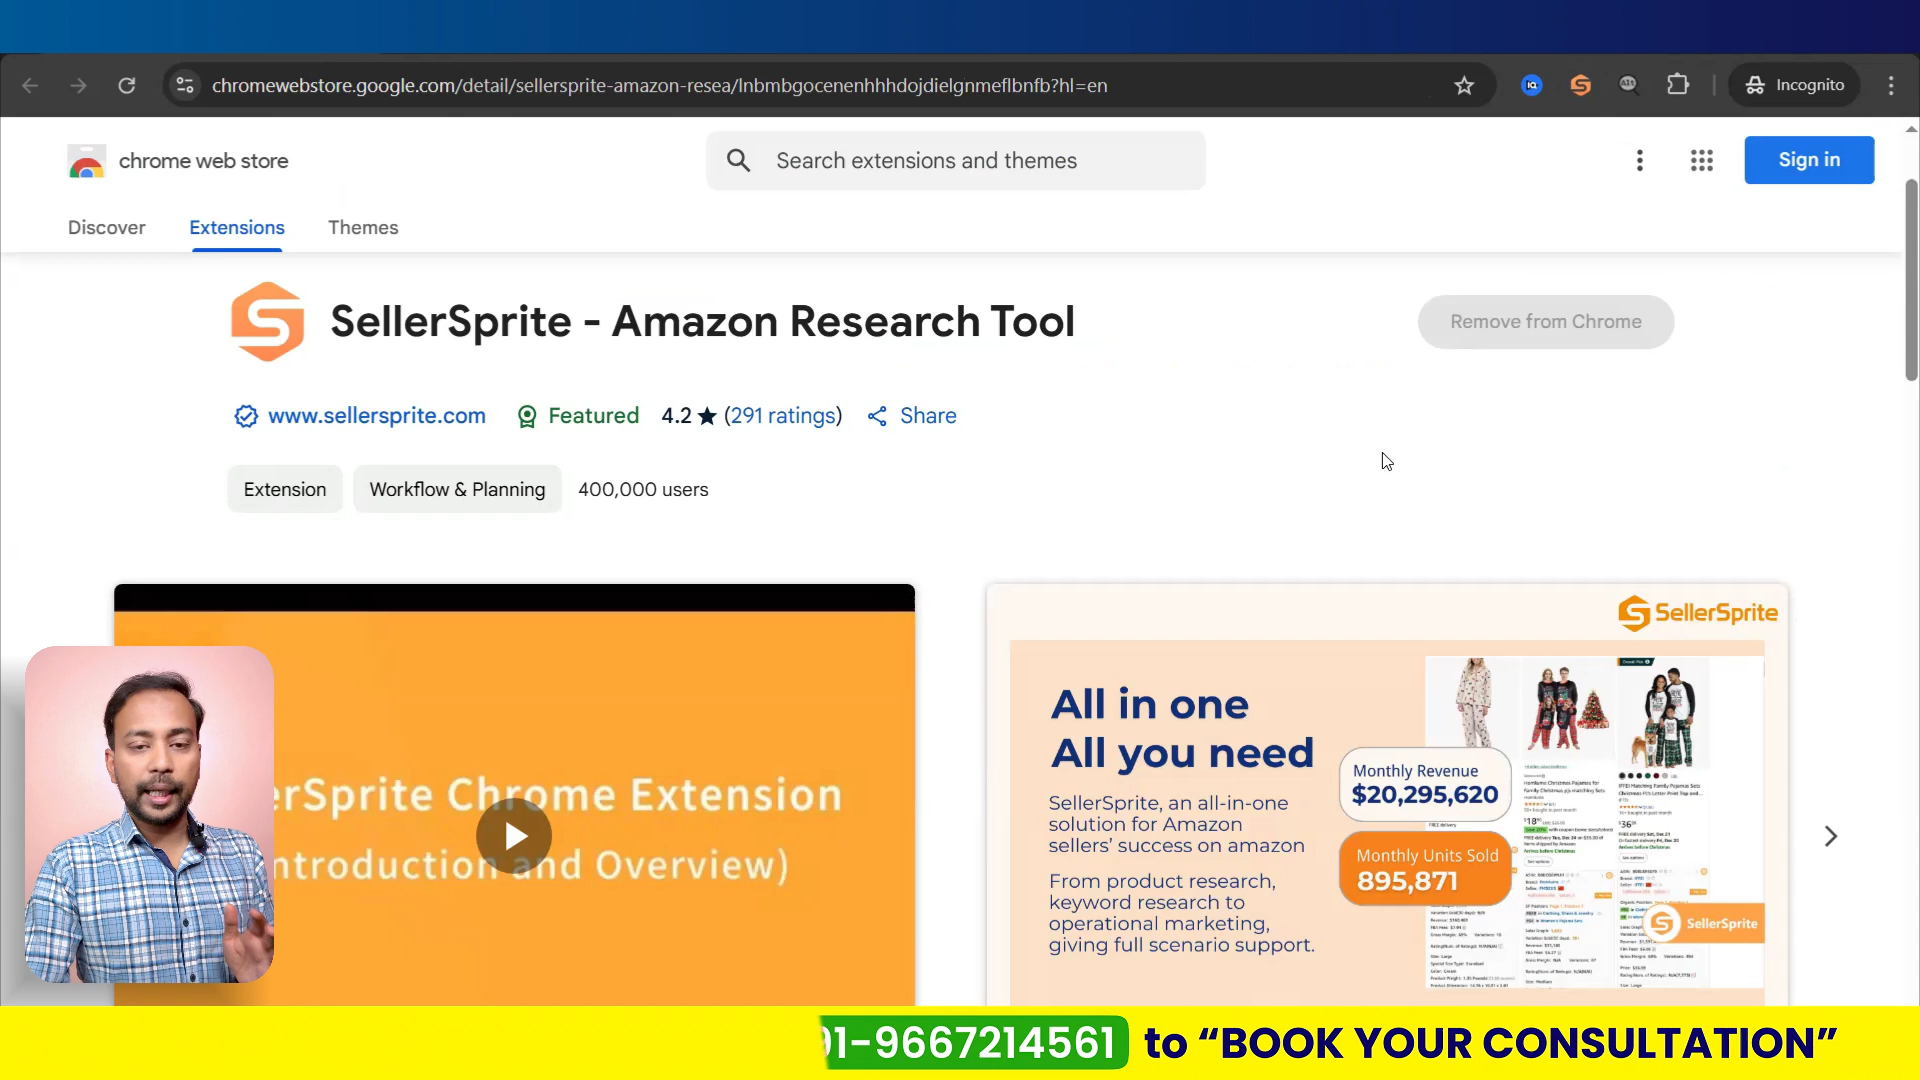 chromewebstore.google.com/detail/sellersprite-amazon-resea/lnbmbgocenenhhhdojdielgnmeflbnfb?hl=en
Incognito
chrome web store
Search extensions and themes
Sign in
Discover
Extensions
Themes
SellerSprite - Amazon Research Tool
Remove from Chrome
www.sellersprite.com
Featured
4.2 ★ (291 ratings)
Share
Extension
Workflow & Planning
400,000 users
erSprite Chrome Extension
ntroduction and Overview)
SellerSprite
All in one
All you need
SellerSprite, an all-in-one
solution for Amazon
sellers' success on amazon
From product research,
keyword research to
operational marketing,
giving full scenario support.
Monthly Revenue
$20,295,620
Monthly Units Sold
895,871
SellerSprite
1-9667214561 to “BOOK YOUR CONSULTATION”